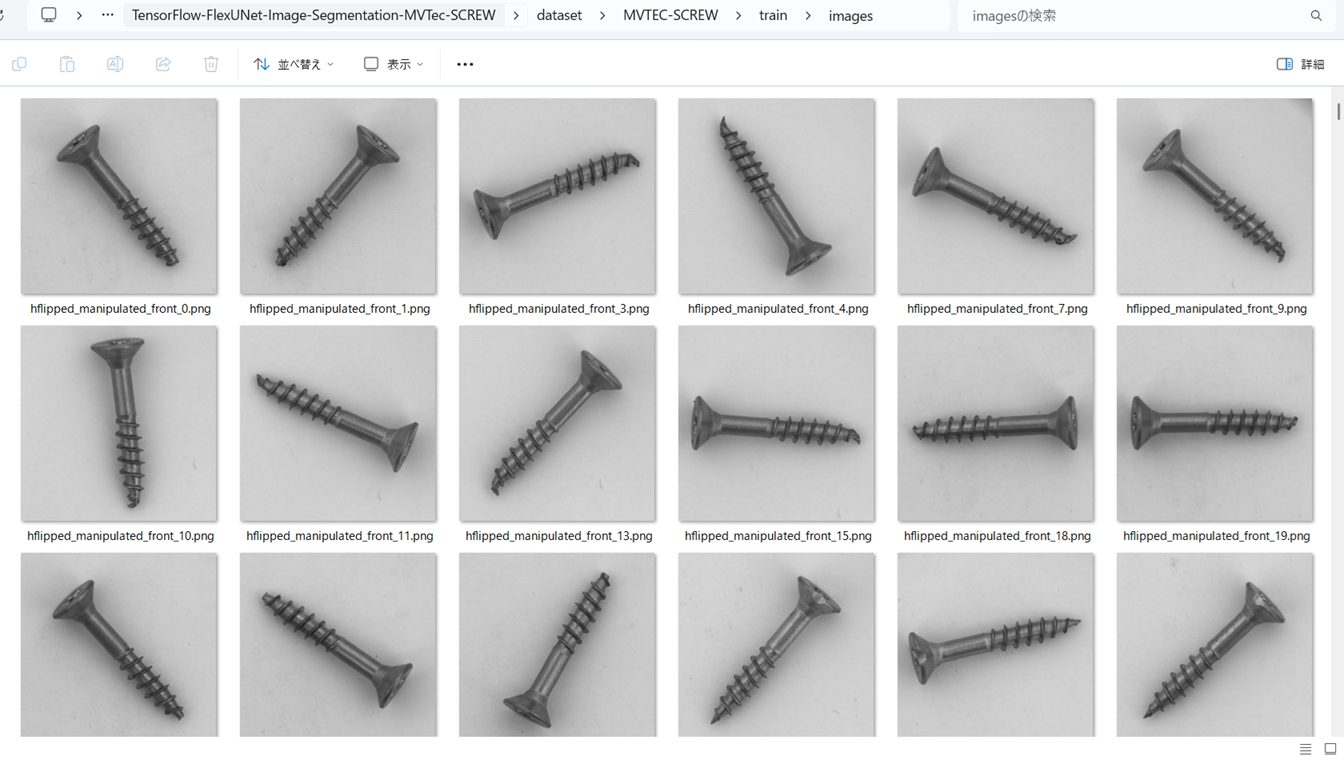 TensorFlow-FlexUNet-Image-Segmentation-MVTec-SCREW > dataset > MVTEC-SCREW > train > images
imagesの検索
並べ替え
表示
詳細
hflipped_manipulated_front_0.png
hflipped_manipulated_front_1.png
hflipped_manipulated_front_3.png
hflipped_manipulated_front_4.png
hflipped_manipulated_front_7.png
hflipped_manipulated_front_9.png
hflipped_manipulated_front_10.png
hflipped_manipulated_front_11.png
hflipped_manipulated_front_13.png
hflipped_manipulated_front_15.png
hflipped_manipulated_front_18.png
hflipped_manipulated_front_19.png